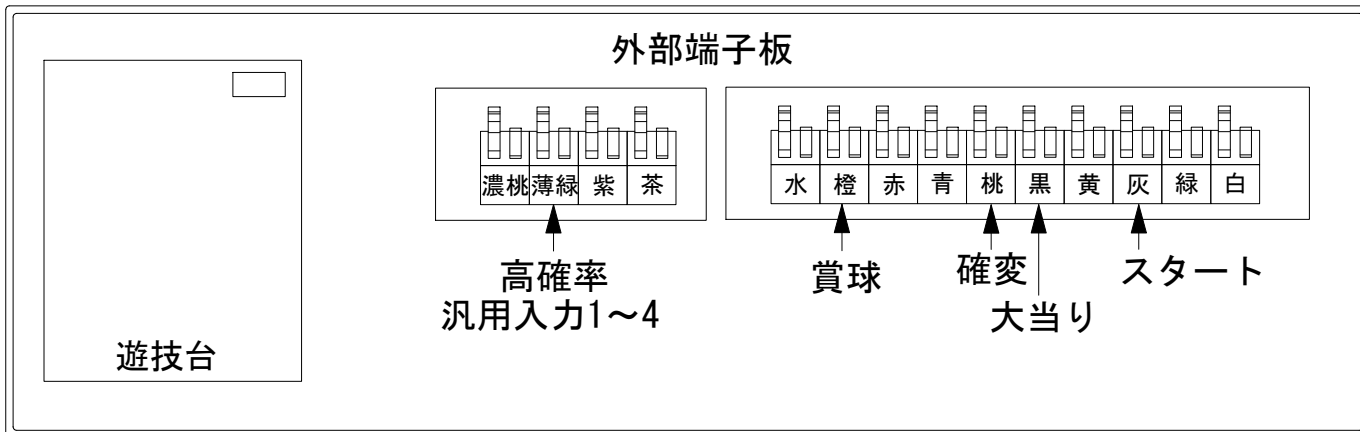 外部端子板
濃桃 薄緑 紫 茶
水 橙 赤 青 桃 黒 黄 灰 緑 白
高確率
汎用入力1～4
賞球
確変
スタート
大当り
遊技台